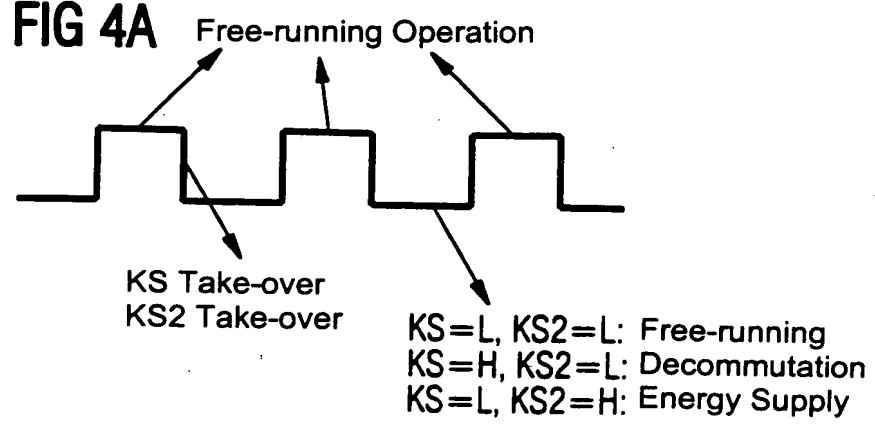 FIG 4A
Free-running Operation
KS Take-over
KS2 Take-over
KS=L, KS2=L: Free-running
KS=H, KS2=L: Decommutation
KS=L, KS2=H: Energy Supply